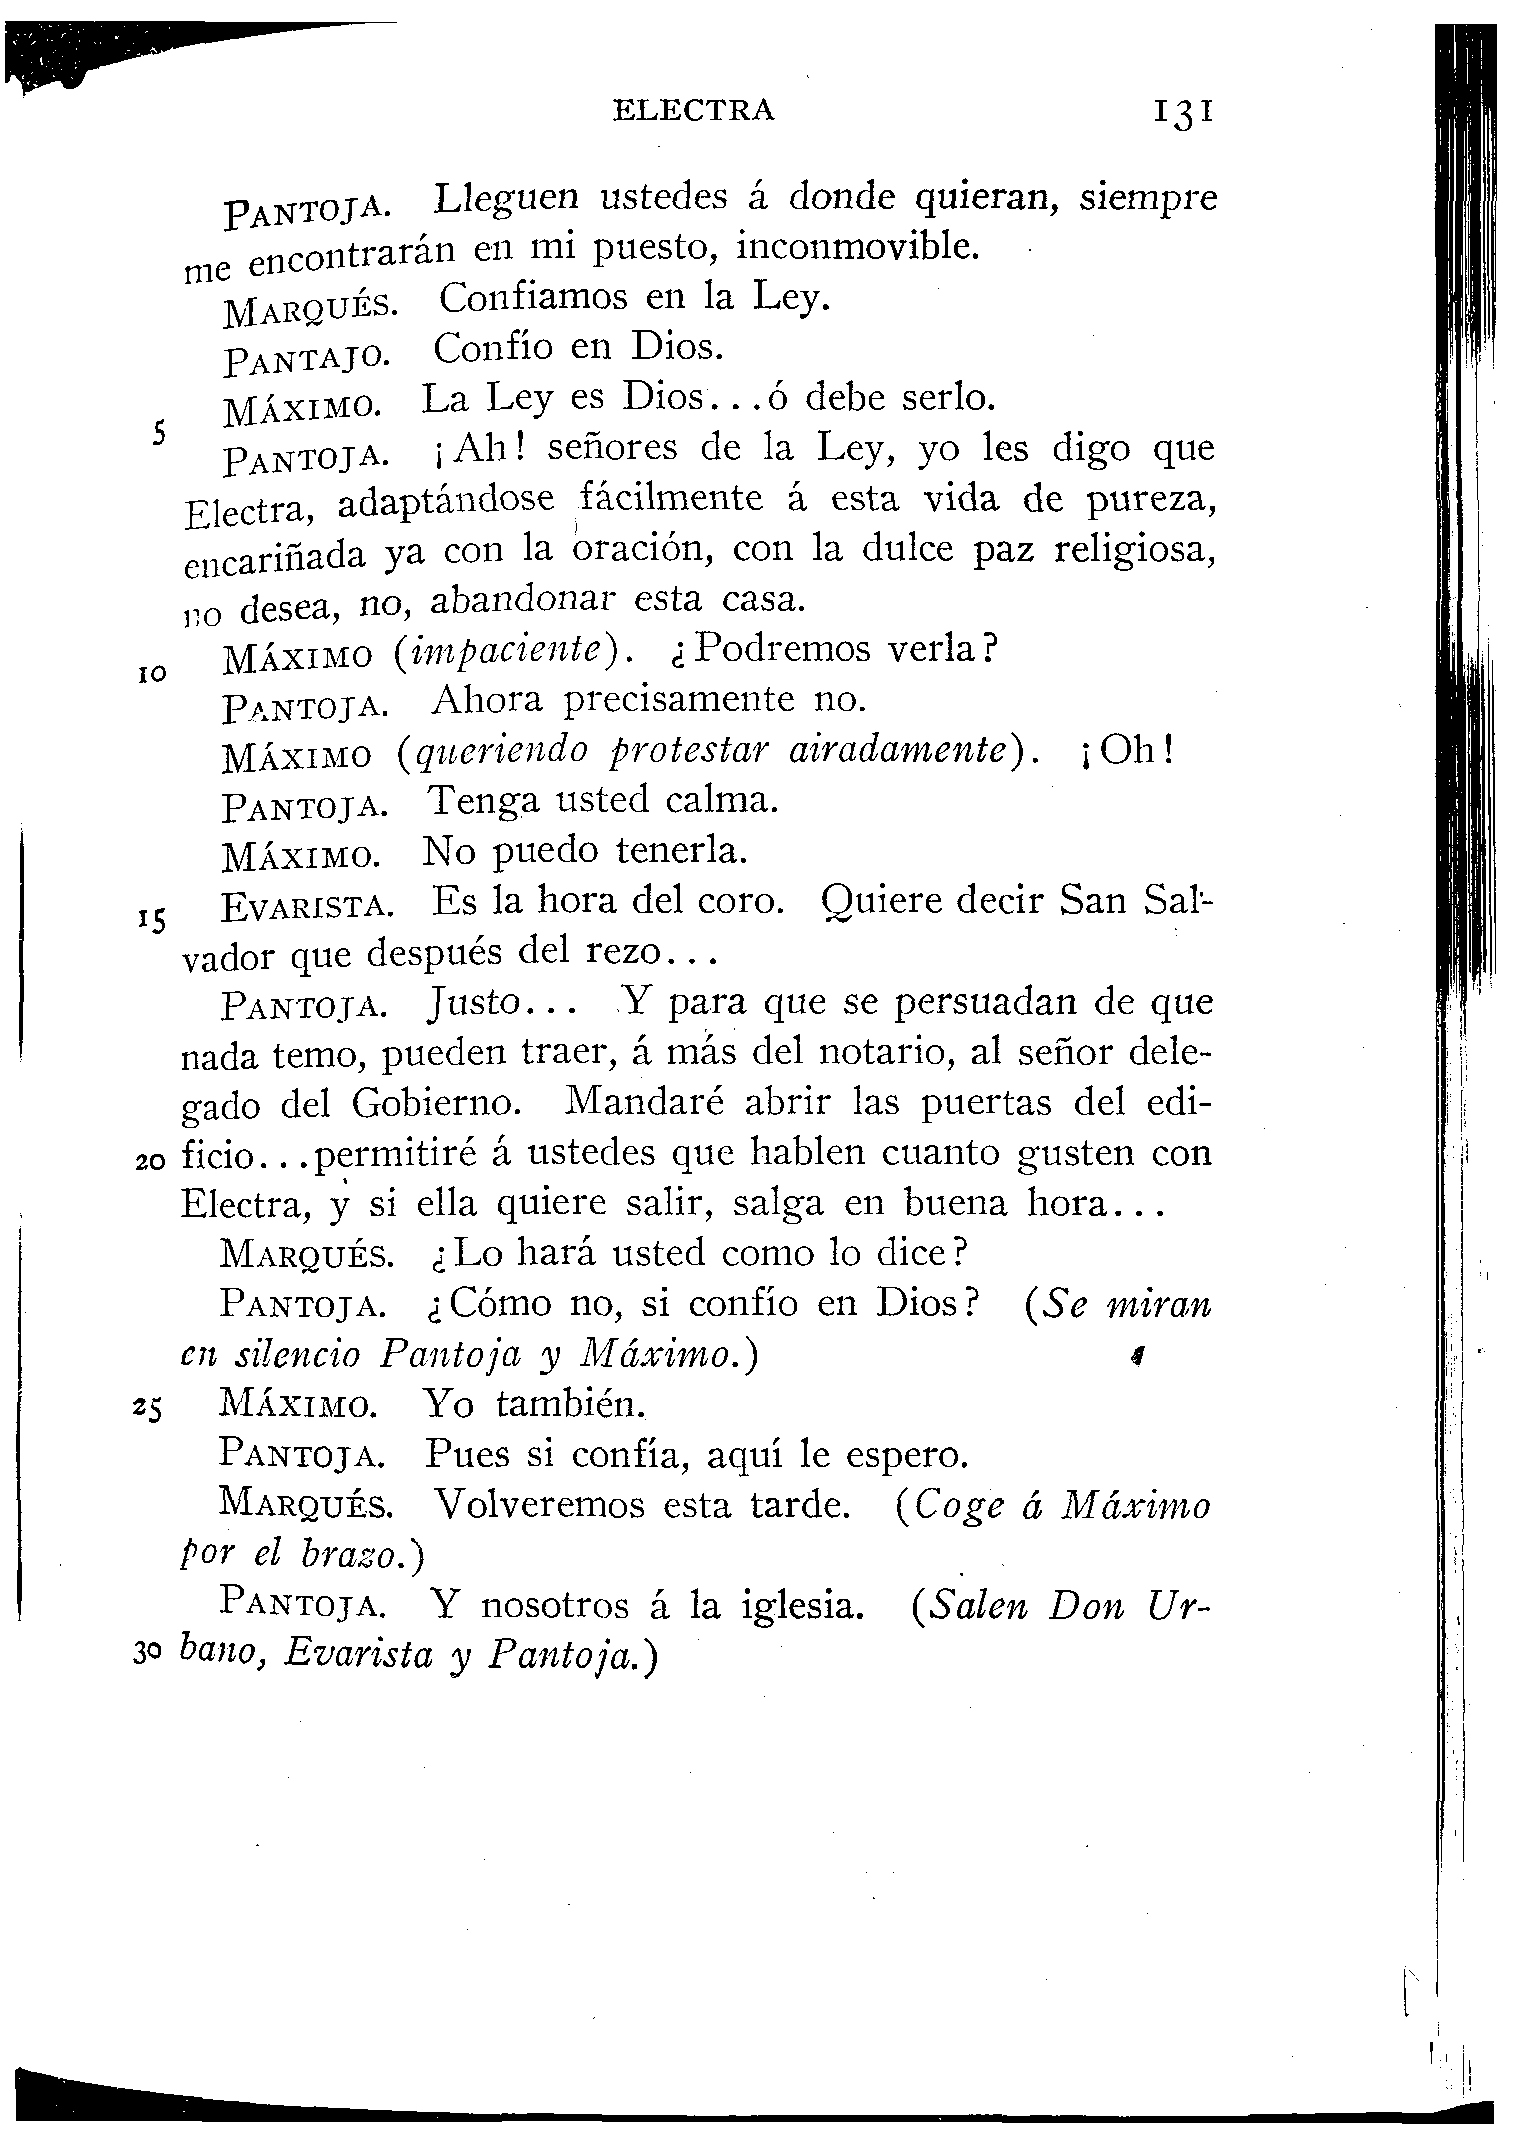 ELECTRA 131
PANTOJA. Lleguen ustedes á donde quieran, siempre
me encontrarán en mi puesto, inconmovible.
MARQUÉS. Confiamos en la Ley.
PANTAJO. Confío en Dios.
5 MÁXIMO. La Ley es Dios...ó debe serlo.
PANTOJA. ¡Ah! señores de la Ley, yo les digo que
Electra, adaptándose fácilmente á esta vida de pureza,
encariñada ya con la oración, con la dulce paz religiosa,
no desea, no, abandonar esta casa.
10 MÁXIMO (impaciente). ¿Podremos verla?
PANTOJA. Ahora precisamente no.
MÁXIMO (queriendo protestar airadamente). ¡Oh!
PANTOJA. Tenga usted calma.
MÁXIMO. No puedo tenerla.
15 EVARISTA. Es la hora del coro. Quiere decir San Sal-
vador que después del rezo...
PANTOJA. Justo... Y para que se persuadan de que
nada temo, pueden traer, á más del notario, al señor dele-
gado del Gobierno. Mandaré abrir las puertas del edi-
20 ficio...permitiré á ustedes que hablen cuanto gusten con
Electra, y si ella quiere salir, salga en buena hora...
MARQUÉS. ¿Lo hará usted como lo dice?
PANTOJA. ¿Cómo no, si confío en Dios? (Se miran
en silencio Pantoja y Máximo.)
25 MÁXIMO. Yo también.
PANTOJA. Pues si confía, aquí le espero.
MARQUÉS. Volveremos esta tarde. (Coge á Máximo
por el brazo.)
PANTOJA. Y nosotros á la iglesia. (Salen Don Ur-
30 bano, Evarista y Pantoja.)